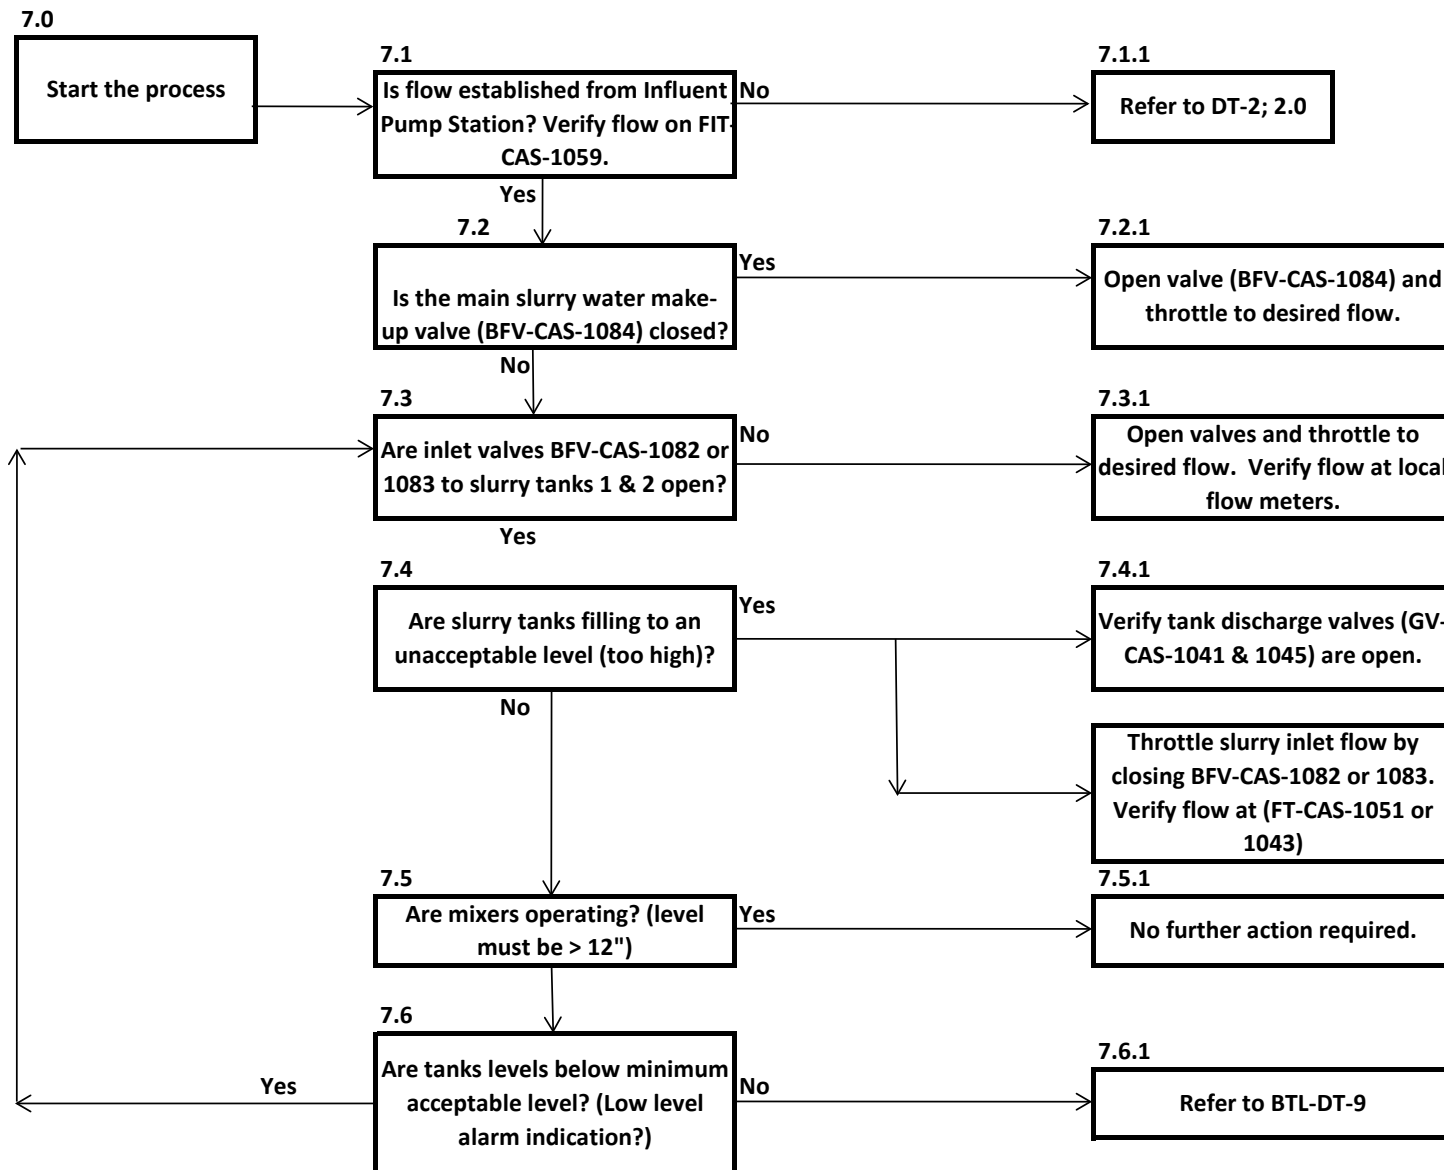 7.0
Start the process
7.1
Is flow established from Influent
Pump Station? Verify flow on FIT-
CAS-1059.
No
7.1.1
Refer to DT-2; 2.0
Yes
7.2
Is the main slurry water make-
up valve (BFV-CAS-1084) closed?
Yes
7.2.1
Open valve (BFV-CAS-1084) and
throttle to desired flow.
No
7.3
Are inlet valves BFV-CAS-1082 or
1083 to slurry tanks 1 & 2 open?
No
7.3.1
Open valves and throttle to
desired flow.  Verify flow at local
flow meters.
Yes
7.4
Are slurry tanks filling to an
unacceptable level (too high)?
Yes
7.4.1
Verify tank discharge valves (GV-
CAS-1041 & 1045) are open.
No
Throttle slurry inlet flow by
closing BFV-CAS-1082 or 1083.
Verify flow at (FT-CAS-1051 or
1043)
7.5
Are mixers operating? (level
must be > 12")
Yes
7.5.1
No further action required.
7.6
Are tanks levels below minimum
acceptable level? (Low level
alarm indication?)
Yes
No
7.6.1
Refer to BTL-DT-9